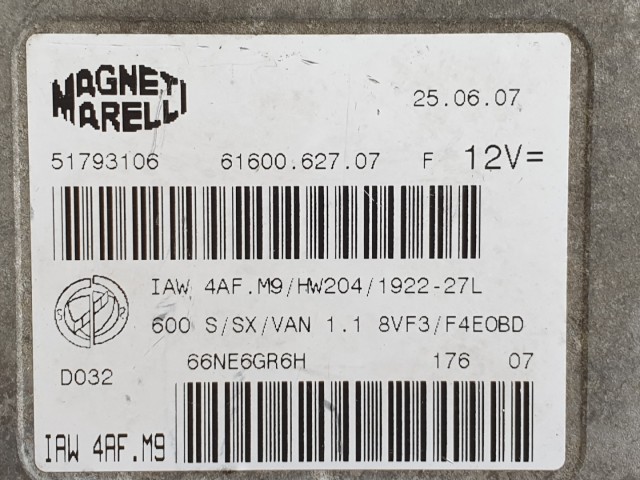 MAGNETI
MARELLI
25.06.07
51793106 61600.627.07 F 12V=
IAW 4AF.M9/HW204/1922-27L
600 S/SX/VAN 1.1 8VF3/F4EOBD
66NE6GR6H 176 07
D032
IAW 4AF.M9